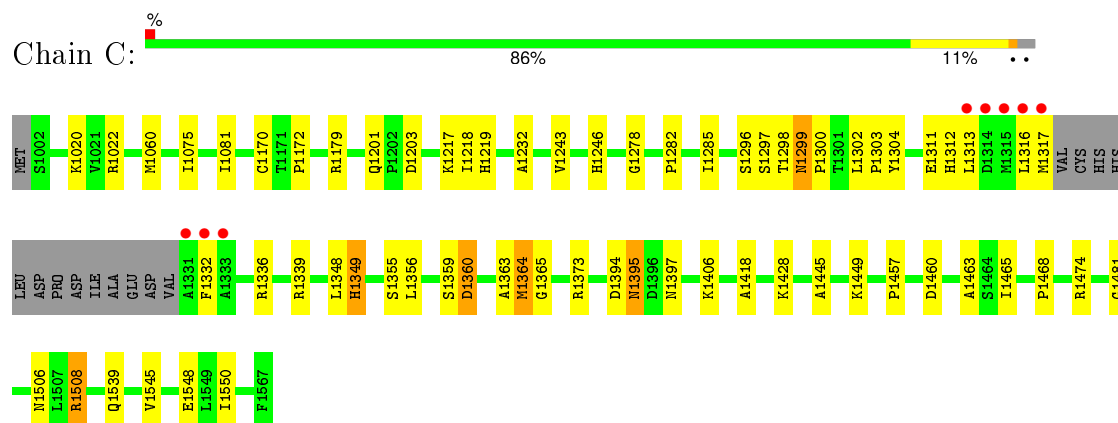 %
Chain C:
86%
11%
MET S1002 K1020 V1021 R1022 M1060 I1075 I1081 C1170 T1171 P1172 R1179 Q1201 P1202 D1203 K1217 I1218 H1219 A1232 V1243 H1246 G1278 P1282 I1285 S1296 S1297 T1298 N1299 P1300 T1301 L1302 P1303 Y1304 E1311 H1312 L1313 D1314 M1315 L1316 M1317 VAL CYS HIS HIS
LEU ASP PRO ASP ILE ALA GLU ASP VAL A1331 F1332 A1333 R1336 R1339 L1348 H1349 S1355 L1356 S1359 D1360 A1363 M1364 G1365 R1373 D1394 N1395 D1396 N1397 K1406 A1418 K1428 A1445 K1449 P1457 D1460 A1463 S1464 I1465 P1468 R1474 C1481
N1506 L1507 R1508 Q1539 V1545 E1548 L1549 I1550 F1567